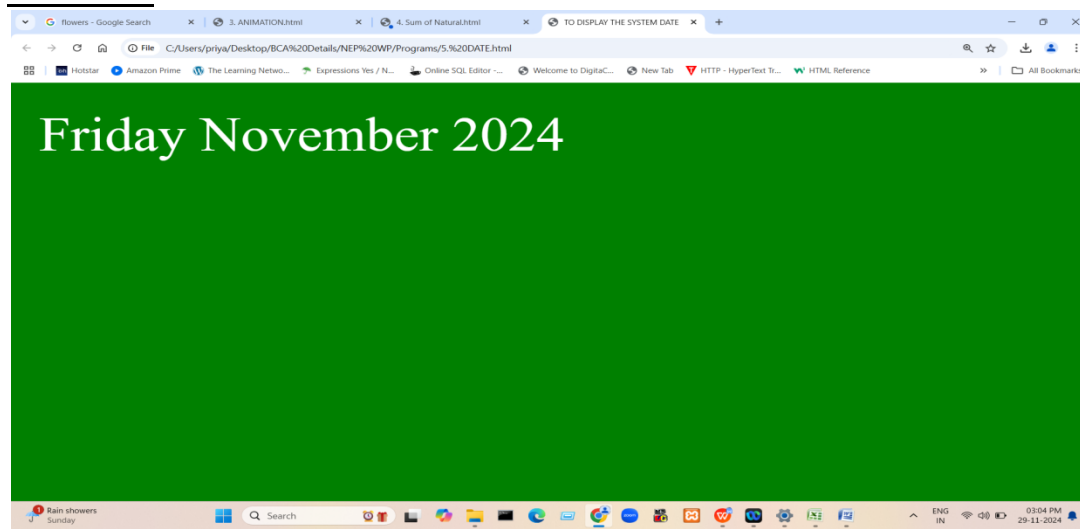 flowers - Google Search
3. ANIMATION.html
4. Sum of Natural.html
TO DISPLAY THE SYSTEM DATE
File C:/Users/priya/Desktop/BCA%20Details/NEP%20WP/Programs/5.%20DATE.html
Hotstar Amazon Prime The Learning Netwo... Expressions Yes / N... Online SQL Editor -... Welcome to DigitaC... New Tab HTTP - HyperText Tr... HTML Reference All Bookmarks
Friday November 2024
Rain showers
Sunday
Search
ENG
IN
03:04 PM
29-11-2024